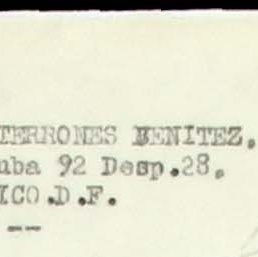 TERRONES BENITEZ.
uba 92 Desp.28.
ICO.D.F.
--